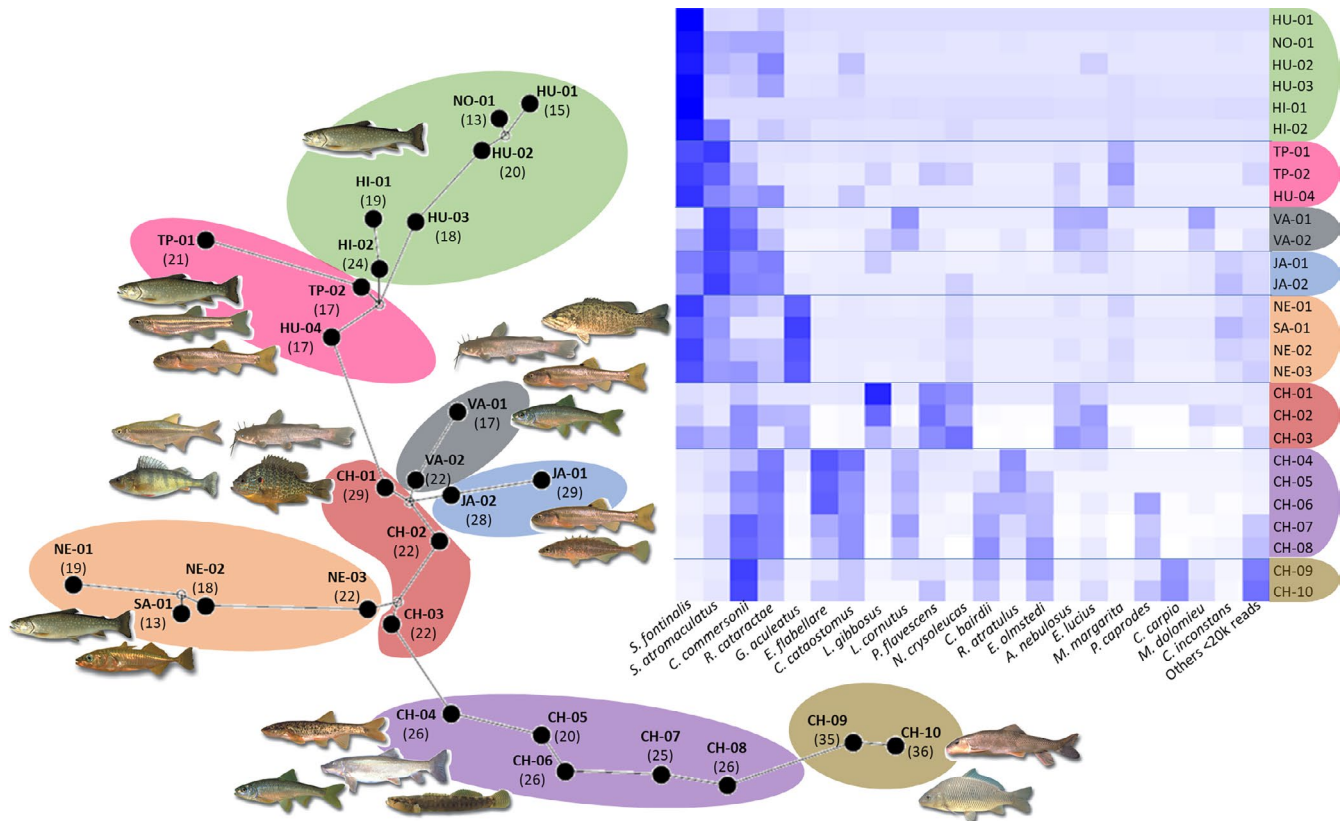 HU-01
(15)
NO-01
(13)
HU-02
(20)
HI-01
(19)
HU-03
(18)
HI-02
(24)
TP-01
(21)
TP-02
(17)
HU-04
(17)
VA-01
(17)
VA-02
(22)
CH-01
(29)
JA-01
(29)
JA-02
(28)
CH-02
(22)
NE-01
(19)
NE-02
(18)
SA-01
(13)
NE-03
(22)
CH-03
(22)
CH-04
(26)
CH-05
(20)
CH-06
(26)
CH-07
(25)
CH-08
(26)
CH-09
(35)
CH-10
(36)
HU-01
NO-01
HU-02
HU-03
HI-01
HI-02
TP-01
TP-02
HU-04
VA-01
VA-02
JA-01
JA-02
NE-01
SA-01
NE-02
NE-03
CH-01
CH-02
CH-03
CH-04
CH-05
CH-06
CH-07
CH-08
CH-09
CH-10
S. fontinalis
S. atromaculatus
C. commersonii
R. cataractae
G. aculeatus
E. flabellare
C. cataostomus
L. gibbosus
L. cornutus
P. flavescens
N. crysoleucas
C. bairdii
R. atratulus
E. olmstedi
A. nebulosus
E. lucius
M. margarita
P. caprodes
C. carpio
M. dolomieu
C. inconstans
Others <20k reads